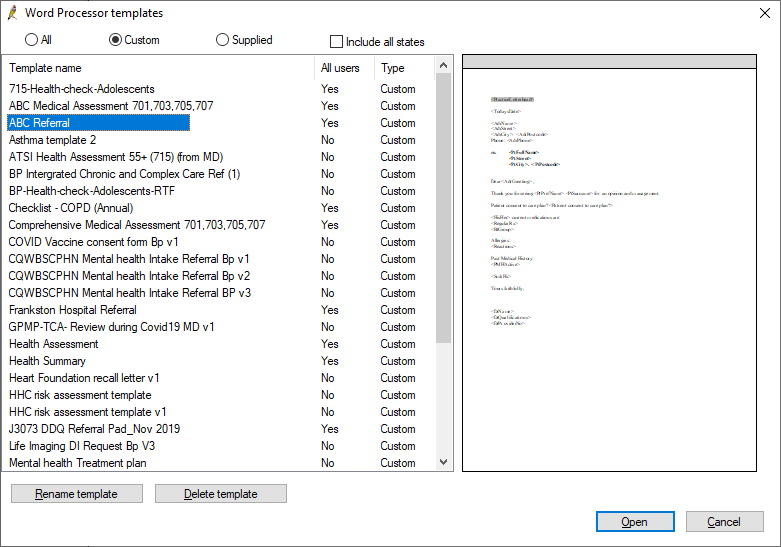 Word Processor templates
All Custom Supplied Include all states
Template name All users Type
715-Health-check-Adolescents Yes Custom
ABC Medical Assessment 701,703,705,707 Yes Custom
ABC Referral Yes Custom
Asthma template 2 No Custom
ATSI Health Assessment 55+ (715) (from MD) No Custom
BP Intergrated Chronic and Complex Care Ref (1) No Custom
BP-Health-check-Adolescents-RTF No Custom
Checklist - COPD (Annual) Yes Custom
Comprehensive Medical Assessment 701,703,705,707 Yes Custom
COVID Vaccine consent form Bp v1 No Custom
CQWBSCPHN Mental health Intake Referral Bp v1 No Custom
CQWBSCPHN Mental health Intake Referral Bp v2 No Custom
CQWBSCPHN Mental health Intake Referral BP v3 No Custom
Frankston Hospital Referral Yes Custom
GPMP-TCA- Review during Covid19 MD v1 No Custom
Health Assessment Yes Custom
Health Summary Yes Custom
Heart Foundation recall letter v1 No Custom
HHC risk assessment template No Custom
HHC risk assessment template v1 No Custom
J3073 DDQ Referral Pad_Nov 2019 Yes Custom
Life Imaging DI Request Bp V3 No Custom
Mental health Treatment plan No Custom
re.
Allergies:
Past Medical History:
Yours faithfully,
Rename template Delete template
Open Cancel